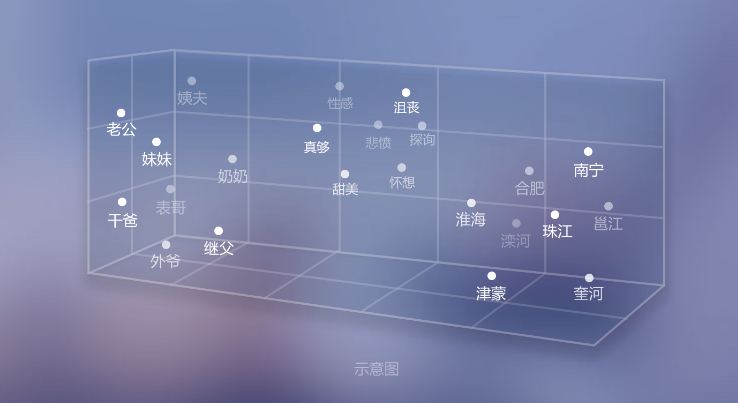 姨夫
性感
沮丧
老公
真够
悲愤
探询
妹妹
奶奶
甜美
怀想
合肥
南宁
干爸
表哥
淮海
滦河
珠江
邕江
外爷
继父
津蒙
奎河
示意图